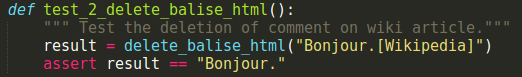 def test_2_delete_balise_html():
    """ Test the deletion of comment on wiki article."""
    result = delete_balise_html("Bonjour.[Wikipedia]")
    assert result == "Bonjour."